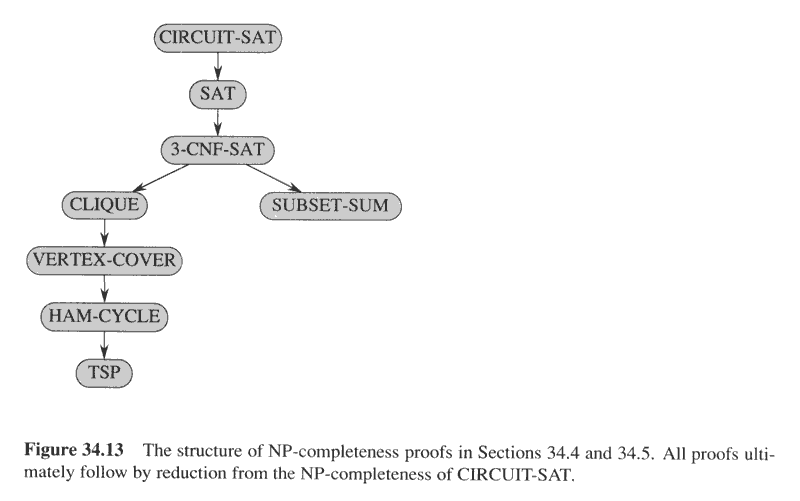 CIRCUIT-SAT
SAT
3-CNF-SAT
CLIQUE
SUBSET-SUM
VERTEX-COVER
HAM-CYCLE
TSP
Figure 34.13 The structure of NP-completeness proofs in Sections 34.4 and 34.5. All proofs ulti-
mately follow by reduction from the NP-completeness of CIRCUIT-SAT.